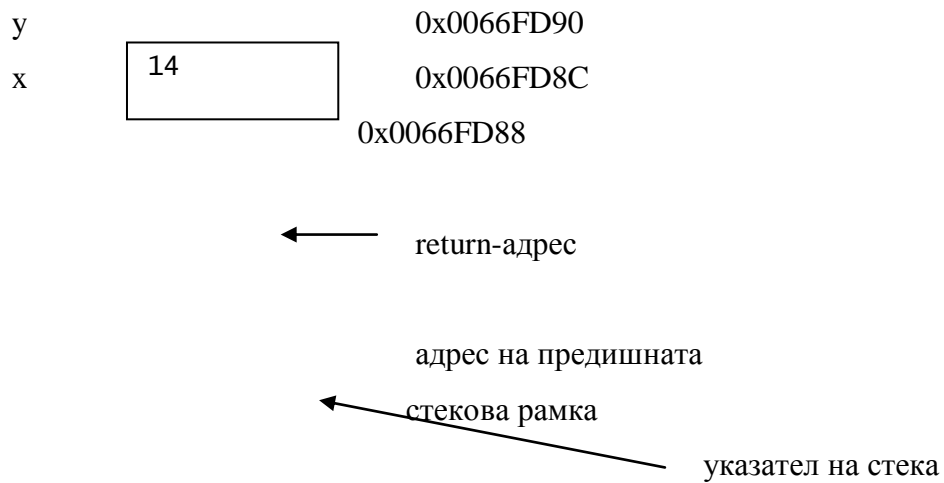 y 0x0066FD90
x 14 0x0066FD8C
0x0066FD88
return-адрес
адрес на предишната
стекова рамка
указател на стека